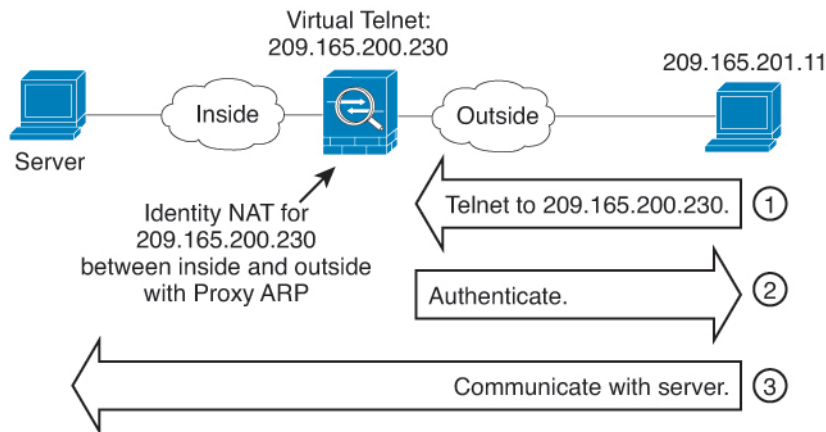 Virtual Telnet:
209.165.200.230
209.165.201.11
Inside
Outside
Server
Identity NAT for
209.165.200.230
between inside and outside
with Proxy ARP
Telnet to 209.165.200.230.
1
Authenticate.
2
Communicate with server.
3